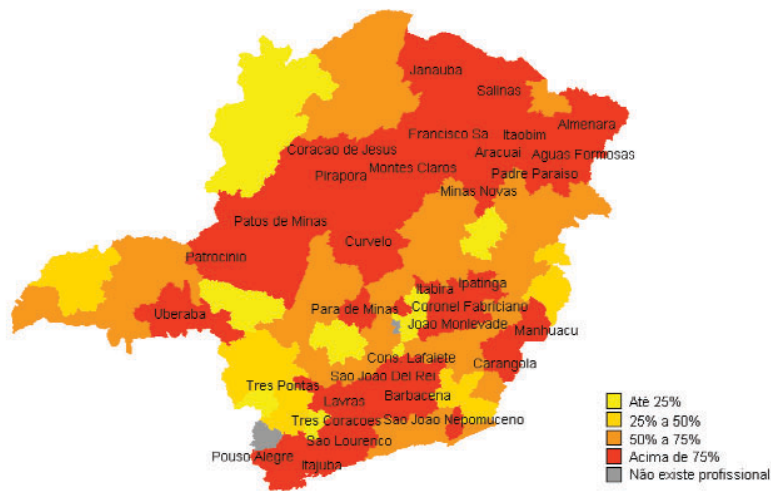 Janauba
Salinas
Almenara
Francisco Sa
Itaobim
Coracao de Jesus
Aracuai
Aguas Formosas
Montes Claros
Pirapora
Padre Paraiso
Minas Novas
Patos de Minas
Curvelo
Patrocinio
Itabira
Ipatinga
Uberaba
Para de Minas
Coronel Fabriciano
Joao Monlevade
Manhuacu
Cons. Lafaiete
Carangola
Sao Joao Del Rei
Tres Pontas
Lavras
Barbacena
Tres Coracoes
Sao Joao Nepomuceno
Sao Lourenco
Pouso Alegre
Itajuba
Até 25%
25% a 50%
50% a 75%
Acima de 75%
Não existe profissional